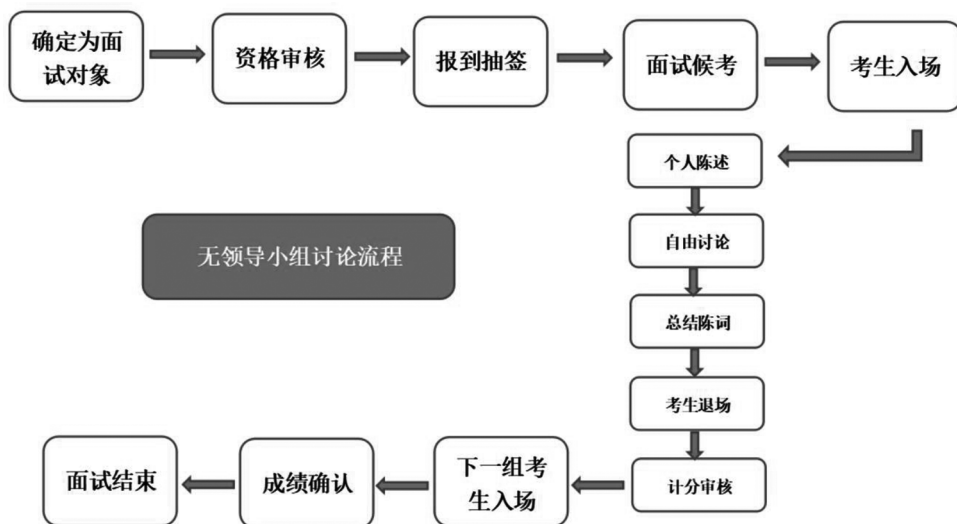 确定为面
试对象
资格审核
报到抽签
面试候考
考生入场
个人陈述
自由讨论
总结陈词
考生退场
计分审核
下一组考
生入场
成绩确认
面试结束
无领导小组讨论流程